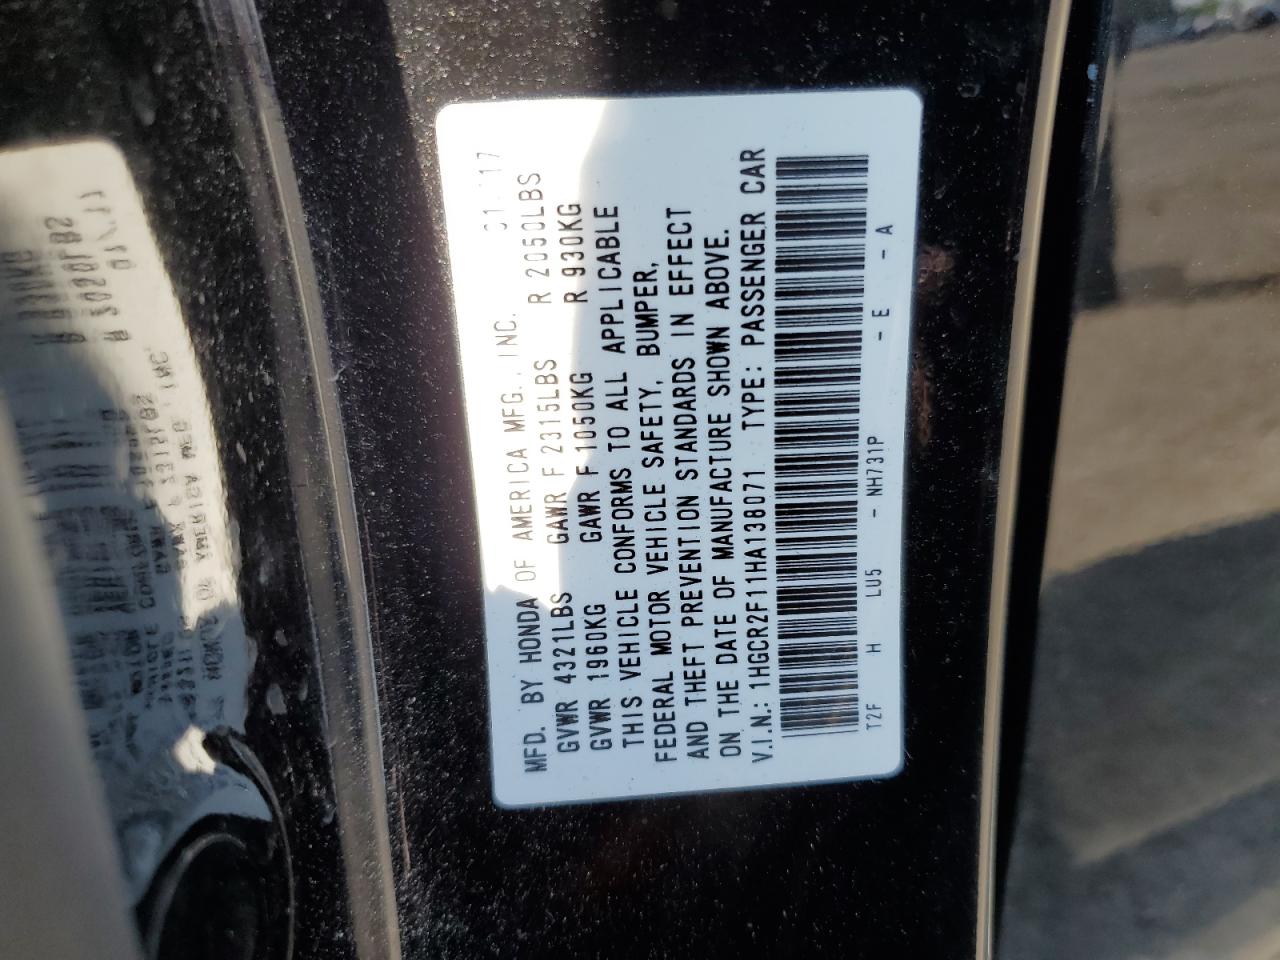 MFD. BY HONDA OF AMERICA MFG., INC. 01/17
GVWR 4321LBS GAWR F 2315LBS R 2050LBS
GVWR 1960KG GAWR F 1050KG R 930KG
THIS VEHICLE CONFORMS TO ALL APPLICABLE
FEDERAL MOTOR VEHICLE SAFETY, BUMPER,
AND THEFT PREVENTION STANDARDS IN EFFECT
ON THE DATE OF MANUFACTURE SHOWN ABOVE.
V.I.N.: 1HGCR2F11HA138071 TYPE: PASSENGER CAR
T2F H LU5 - NH731P - E - A